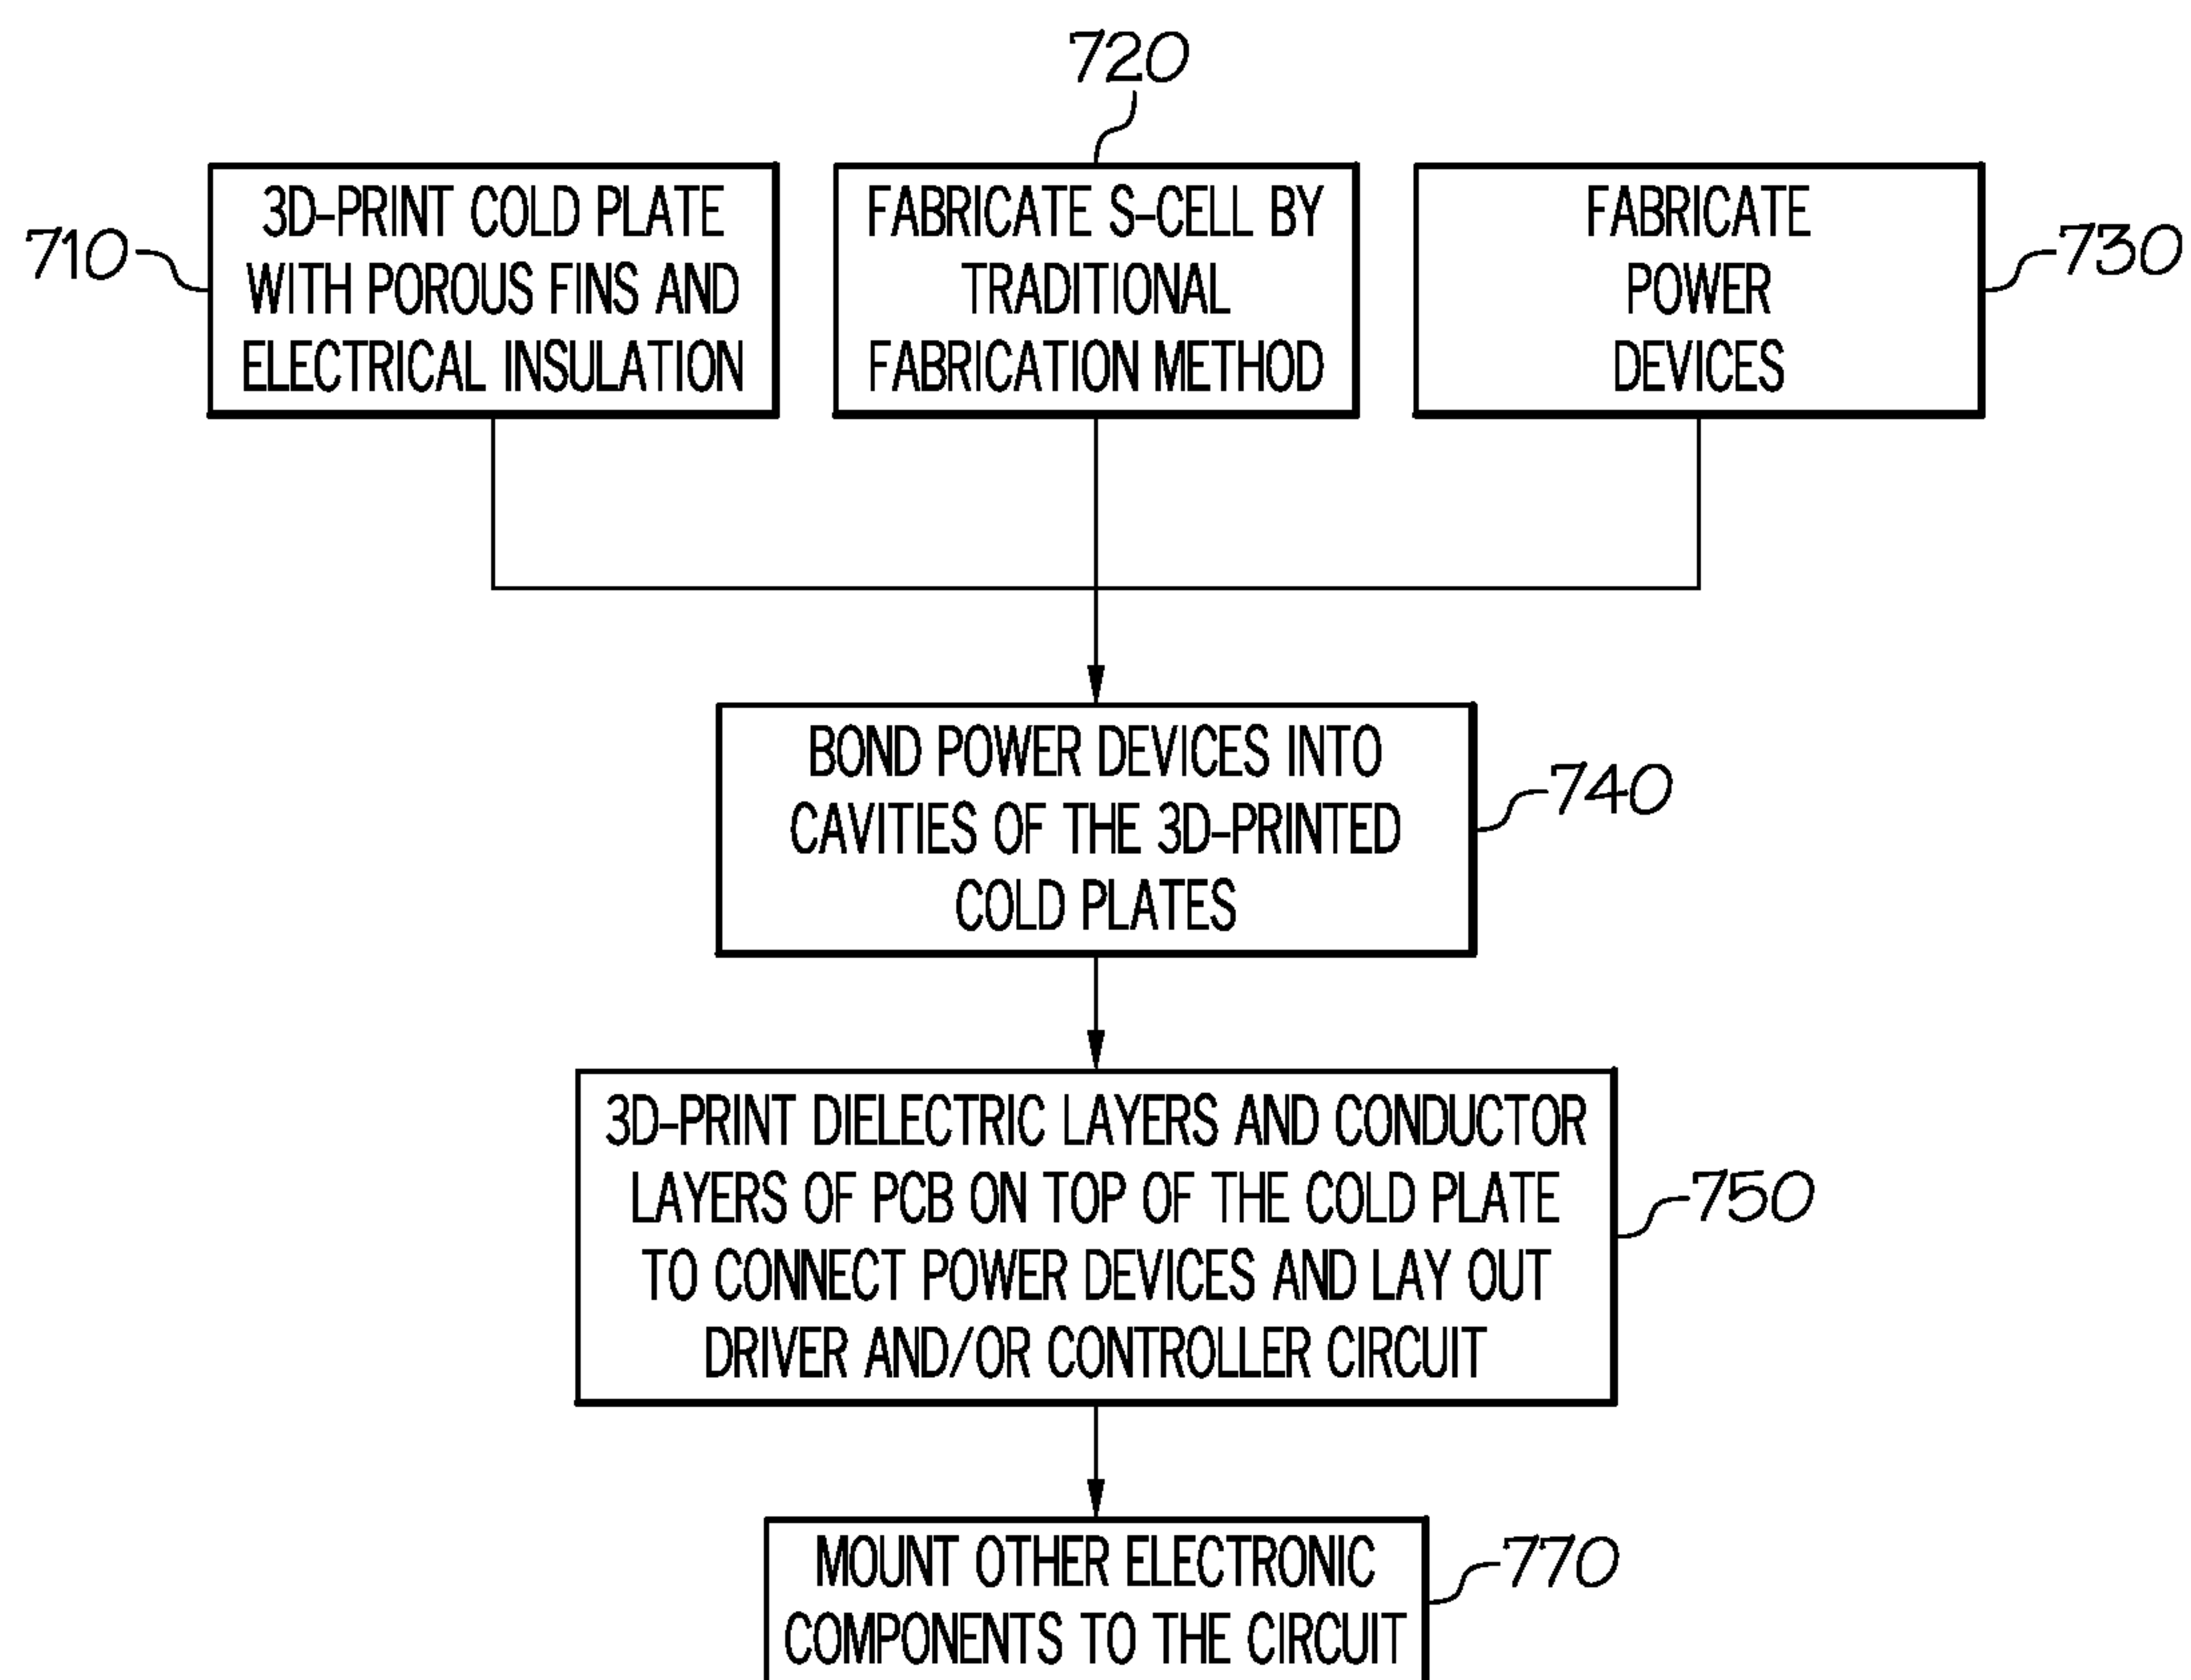 720
710
3D-PRINT COLD PLATE
WITH POROUS FINS AND
ELECTRICAL INSULATION
FABRICATE S-CELL BY
TRADITIONAL
FABRICATION METHOD
FABRICATE
POWER
DEVICES
730
BOND POWER DEVICES INTO
CAVITIES OF THE 3D-PRINTED
COLD PLATES
740
3D-PRINT DIELECTRIC LAYERS AND CONDUCTOR
LAYERS OF PCB ON TOP OF THE COLD PLATE
TO CONNECT POWER DEVICES AND LAY OUT
DRIVER AND/OR CONTROLLER CIRCUIT
750
MOUNT OTHER ELECTRONIC
COMPONENTS TO THE CIRCUIT
770